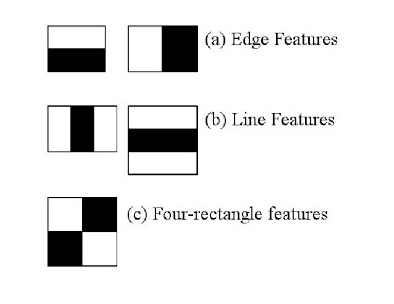 (a) Edge Features
(b) Line Features
(c) Four-rectangle features